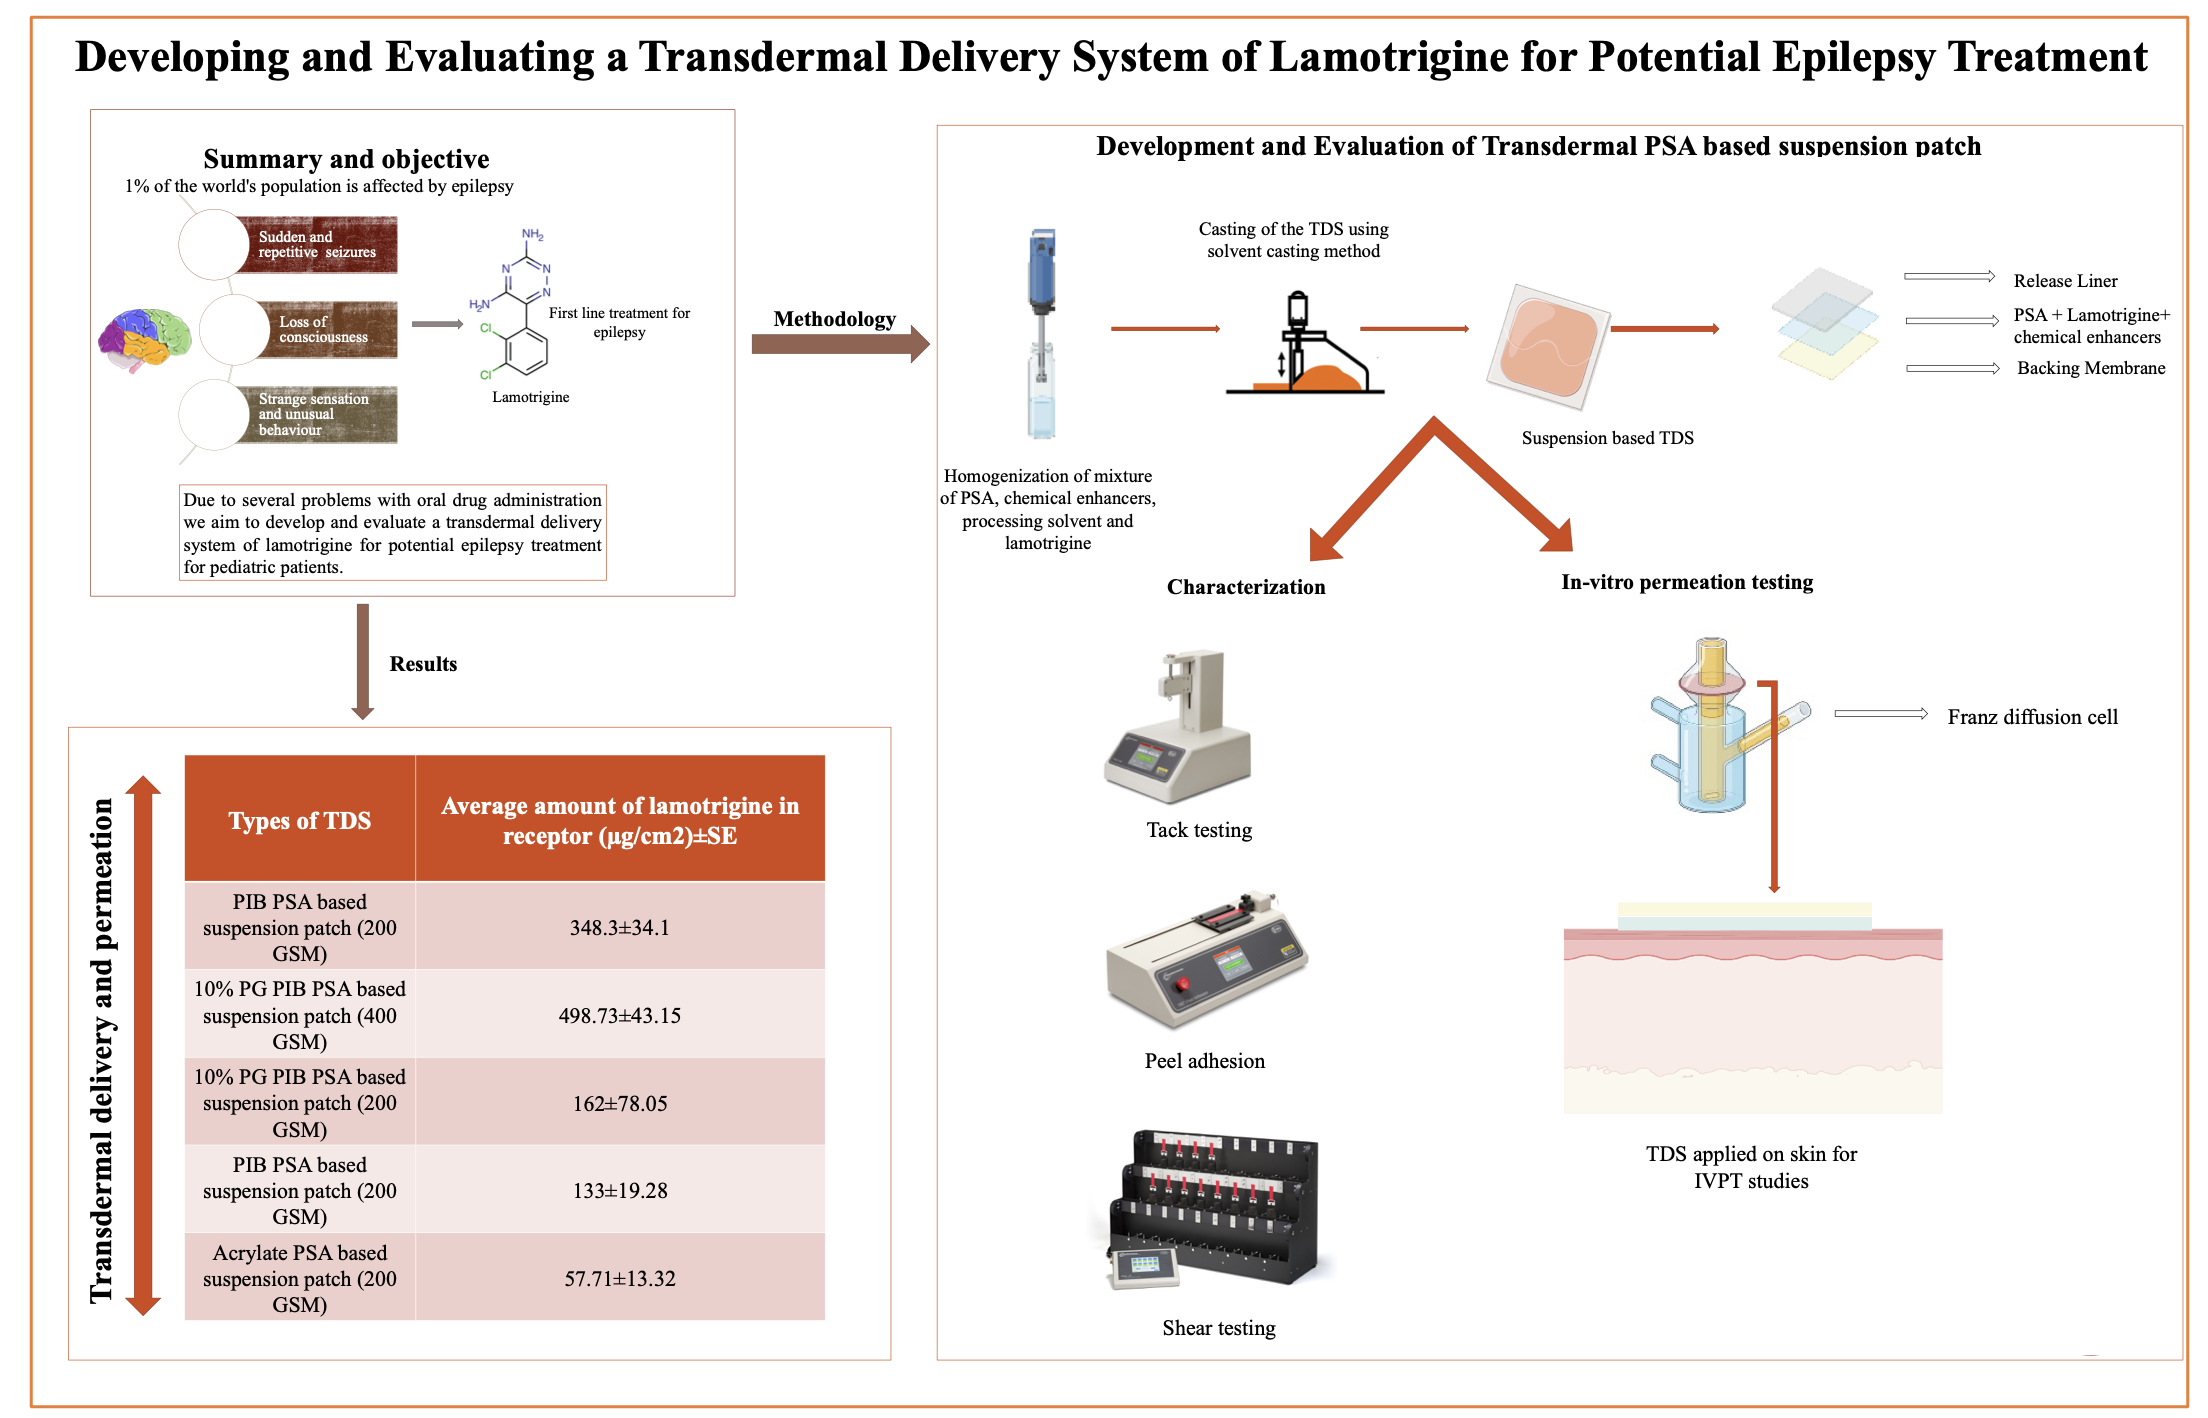 Developing and Evaluating a Transdermal Delivery System of Lamotrigine for Potential Epilepsy Treatment
Summary and objective
1% of the world's population is affected by epilepsy
Sudden and
repetitive seizures
Loss of
consciousness
Strange sensation
and unusual
behaviour
NH2
N
N
N
H2N
Cl
Cl
First line treatment for
epilepsy
Lamotrigine
Due to several problems with oral drug administration
we aim to develop and evaluate a transdermal delivery
system of lamotrigine for potential epilepsy treatment
for pediatric patients.
Methodology
Results
Transdermal delivery and permeation
Types of TDS
Average amount of lamotrigine in
receptor (µg/cm2)±SE
PIB PSA based
suspension patch (200
GSM)
348.3±34.1
10% PG PIB PSA based
suspension patch (400
GSM)
498.73±43.15
10% PG PIB PSA based
suspension patch (200
GSM)
162±78.05
PIB PSA based
suspension patch (200
GSM)
133±19.28
Acrylate PSA based
suspension patch (200
GSM)
57.71±13.32
Development and Evaluation of Transdermal PSA based suspension patch
Homogenization of mixture
of PSA, chemical enhancers,
processing solvent and
lamotrigine
Casting of the TDS using
solvent casting method
Suspension based TDS
Release Liner
PSA + Lamotrigine+
chemical enhancers
Backing Membrane
Characterization
Tack testing
Peel adhesion
Shear testing
In-vitro permeation testing
Franz diffusion cell
TDS applied on skin for
IVPT studies